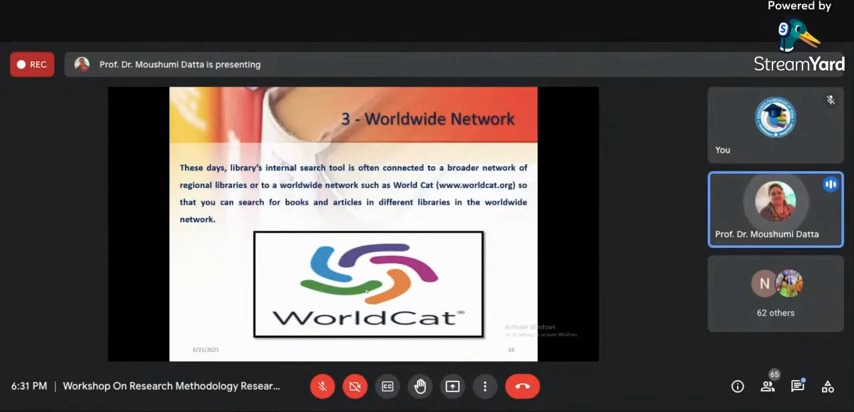 Powered by
S
StreamYard
REC
Prof. Dr. Moushumi Datta is presenting
3 - Worldwide Network
These days, library's internal search tool is often connected to a broader network of
regional libraries or to a worldwide network such as World Cat (www.worldcat.org) so
that you can search for books and articles in different libraries in the worldwide
network.
WorldCat®
Activate Windows
6/21/2021
33
You
Prof. Dr. Moushumi Datta
N
62 others
6:31 PM | Workshop On Research Methodology Resear...
CC
65